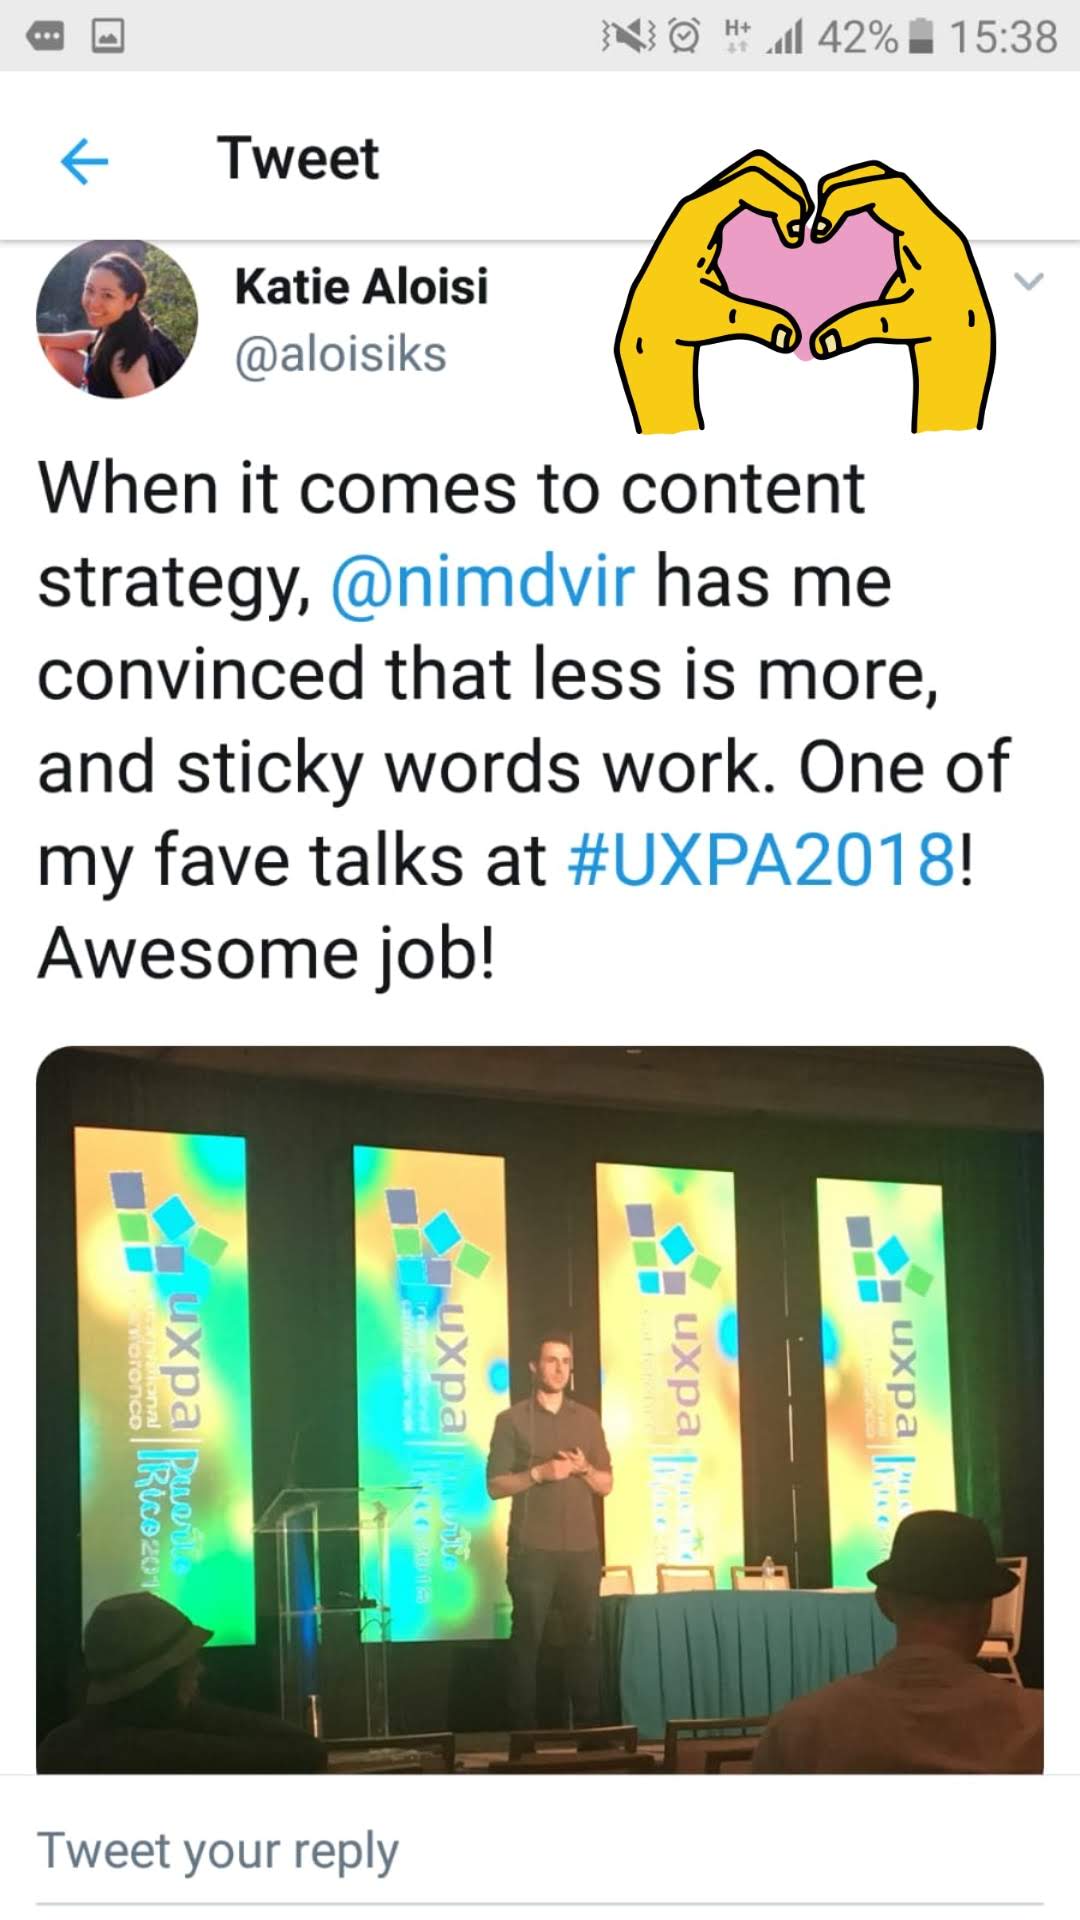 H+
42%
15:38
Tweet
Katie Aloisi
@aloisiks
When it comes to content
strategy, @nimdvir has me
convinced that less is more,
and sticky words work. One of
my fave talks at #UXPA2018!
Awesome job!
uxpa
uxpa
uxpa
uxpa
Tweet your reply